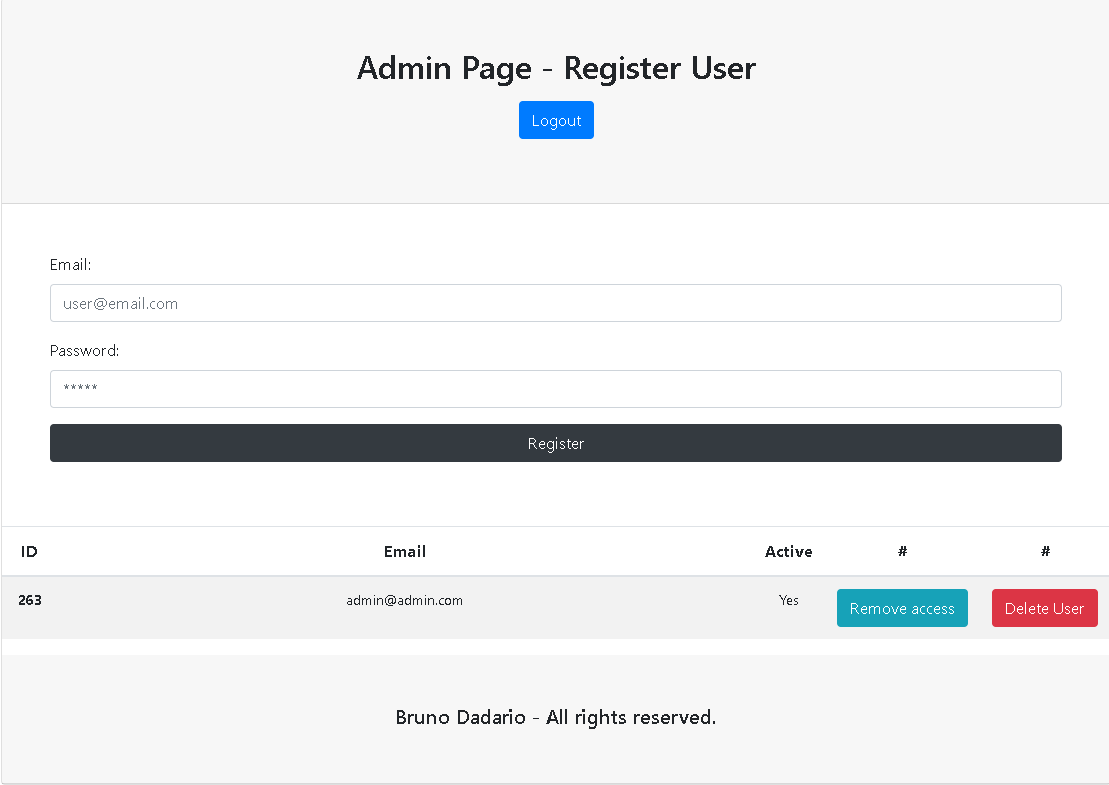 Admin Page - Register User
Logout
Email:
user@email.com
Password:
*****
Register
ID Email Active # #
263 admin@admin.com Yes Remove access Delete User
Bruno Dadario - All rights reserved.